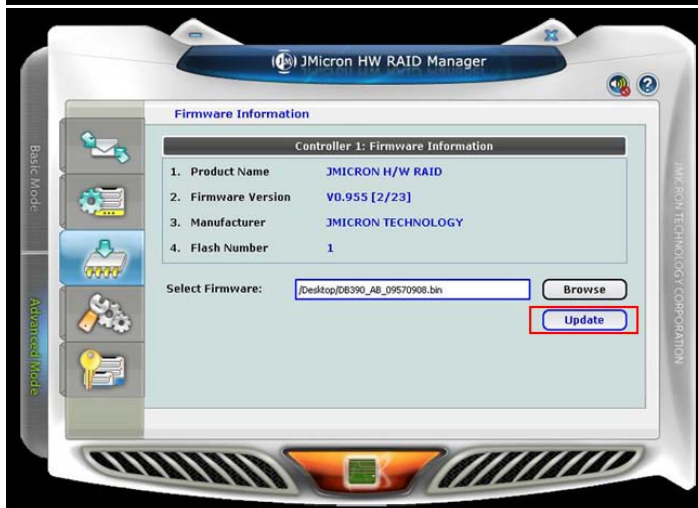 JMicron HW RAID Manager
Firmware Information
Controller 1: Firmware Information
1. Product Name JMICRON H/W RAID
2. Firmware Version V0.955 [2/23]
3. Manufacturer JMICRON TECHNOLOGY
4. Flash Number 1
Select Firmware: /Desktop/DB390_AB_09570908.bin Browse
Update
Basic Mode
Advanced Mode
JMICRON TECHNOLOGY CORPORATION